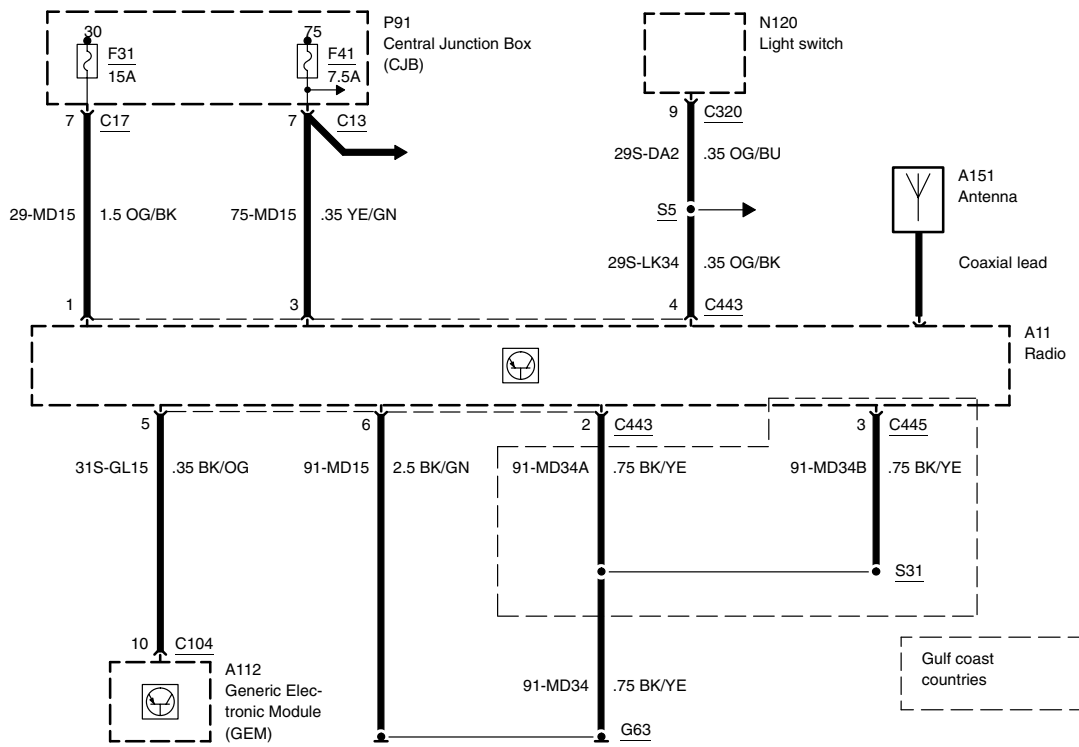 30
F31
15A
75
F41
7.5A
P91
Central Junction Box
(CJB)
N120
Light switch
7 C17
7 C13
9 C320
29S-DA2 .35 OG/BU
A151
Antenna
29-MD15 1.5 OG/BK
75-MD15 .35 YE/GN
S5
29S-LK34 .35 OG/BK
Coaxial lead
1
3
4 C443
A11
Radio
5
6
2 C443
3 C445
31S-GL15 .35 BK/OG
91-MD15 2.5 BK/GN
91-MD34A .75 BK/YE
91-MD34B .75 BK/YE
S31
10 C104
A112
Generic Elec-
tronic Module
(GEM)
91-MD34 .75 BK/YE
G63
Gulf coast
countries